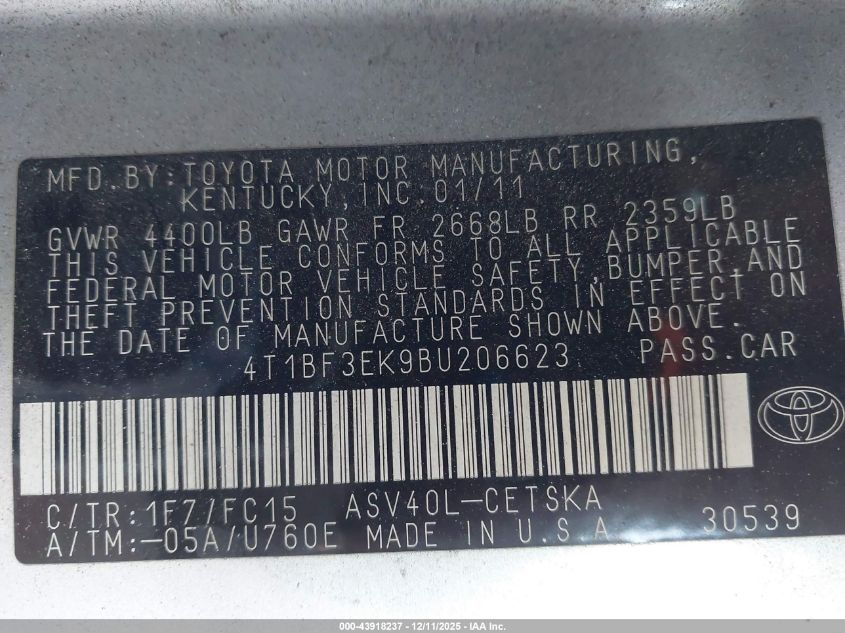 MFD.BY:TOYOTA MOTOR MANUFACTURING,
KENTUCKY,INC.01/11
GVWR 4400LB GAWR FR 2668LB RR 2359LB
THIS VEHICLE CONFORMS TO ALL APPLICABLE
FEDERAL MOTOR VEHICLE SAFETY,BUMPER,AND
THEFT PREVENTION STANDARDS IN EFFECT ON
THE DATE OF MANUFACTURE SHOWN ABOVE.
4T1BF3EK9BU206623 PASS.CAR
C/TR:1F7/FC15 ASV40L-CETSKA
A/TM:-05A/U760E MADE IN U.S.A 30539
000-43918237 - 12/11/2025 - IAA Inc.